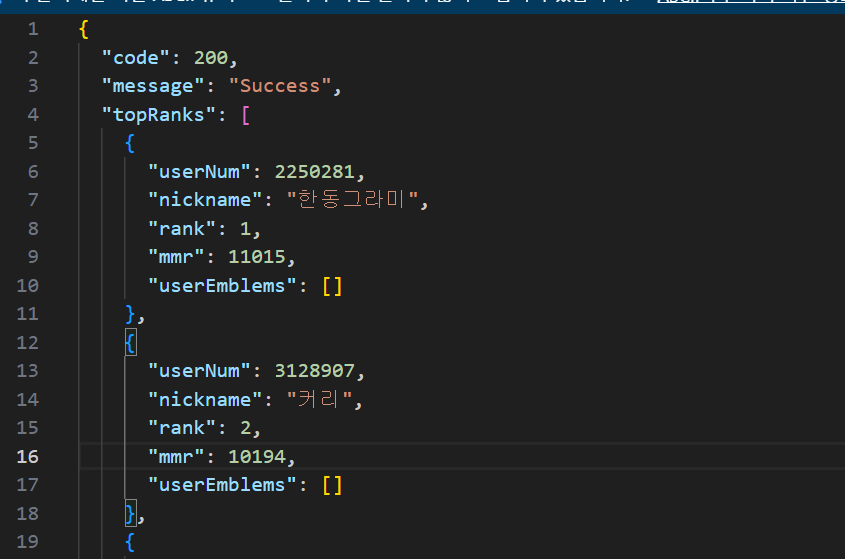 1 {
2 "code": 200,
3 "message": "Success",
4 "topRanks": [
5 {
6 "userNum": 2250281,
7 "nickname": "한동그라미",
8 "rank": 1,
9 "mmr": 11015,
10 "userEmblems": []
11 },
12 {
13 "userNum": 3128907,
14 "nickname": "커리",
15 "rank": 2,
16 "mmr": 10194,
17 "userEmblems": []
18 },
19 {